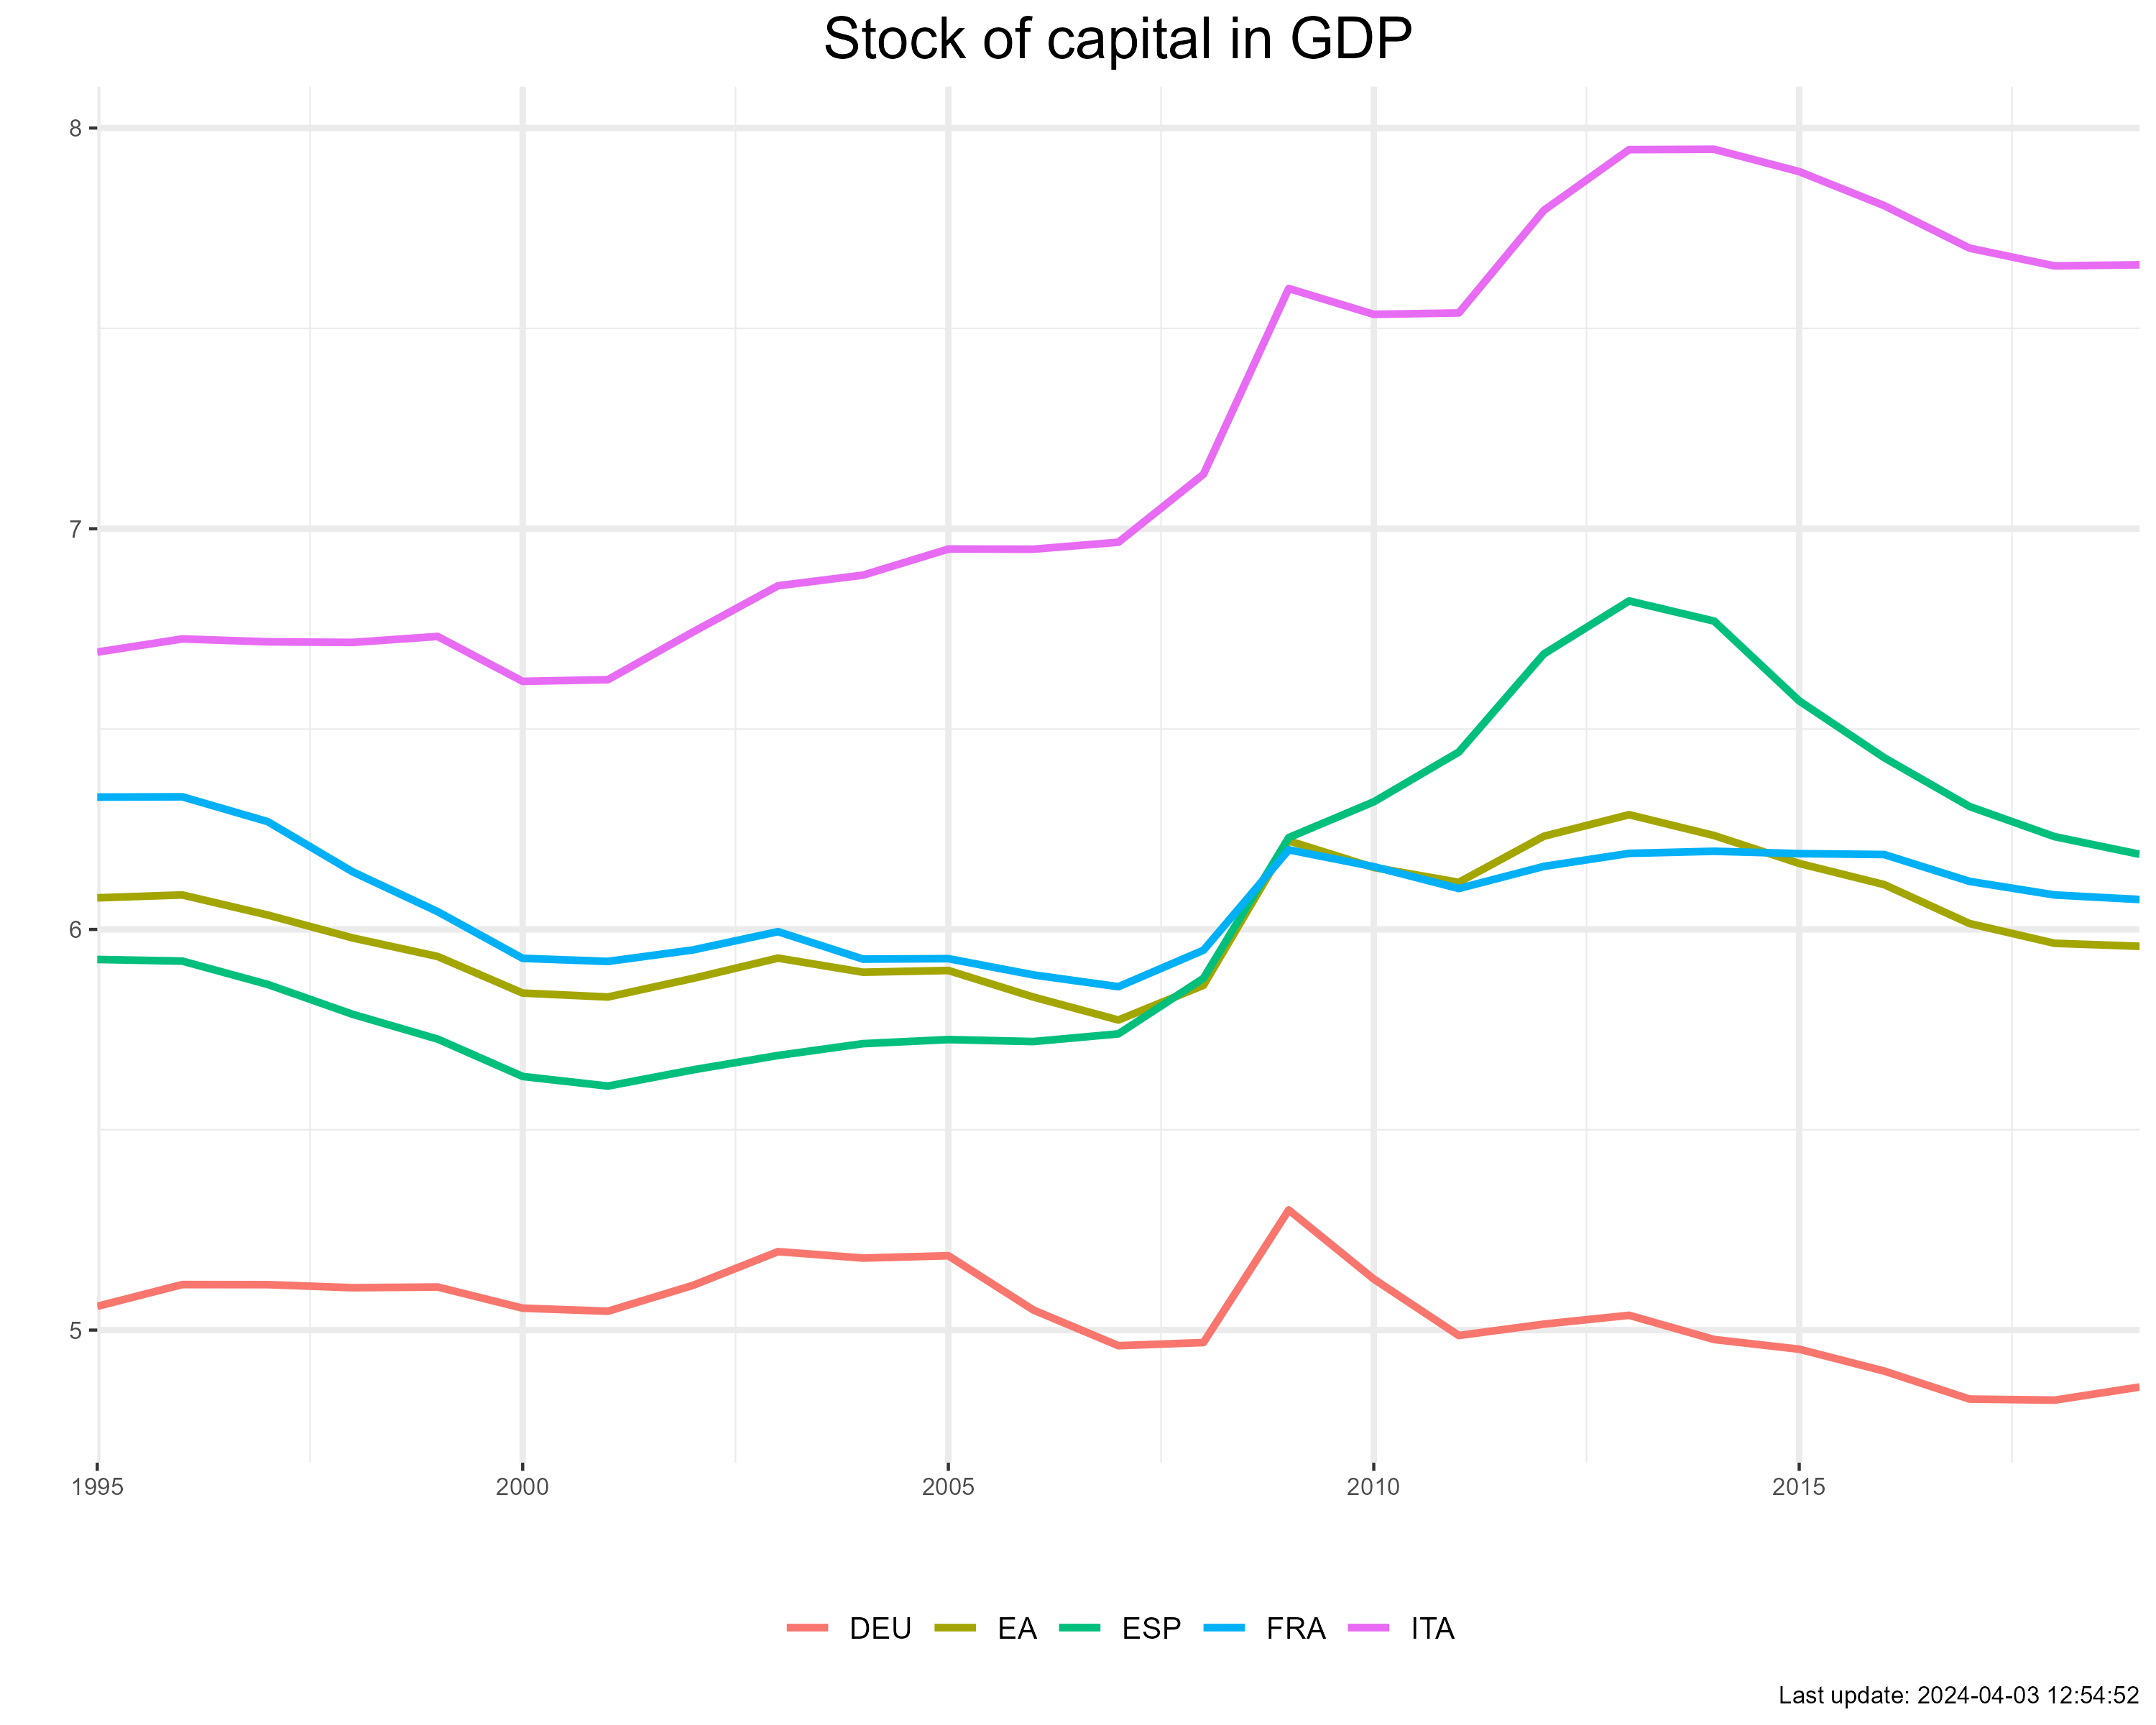 Stock of capital in GDP
8
7
6
5
1995 2000 2005 2010 2015
DEU EA ESP FRA ITA
Last update: 2024-04-03 12:54:52